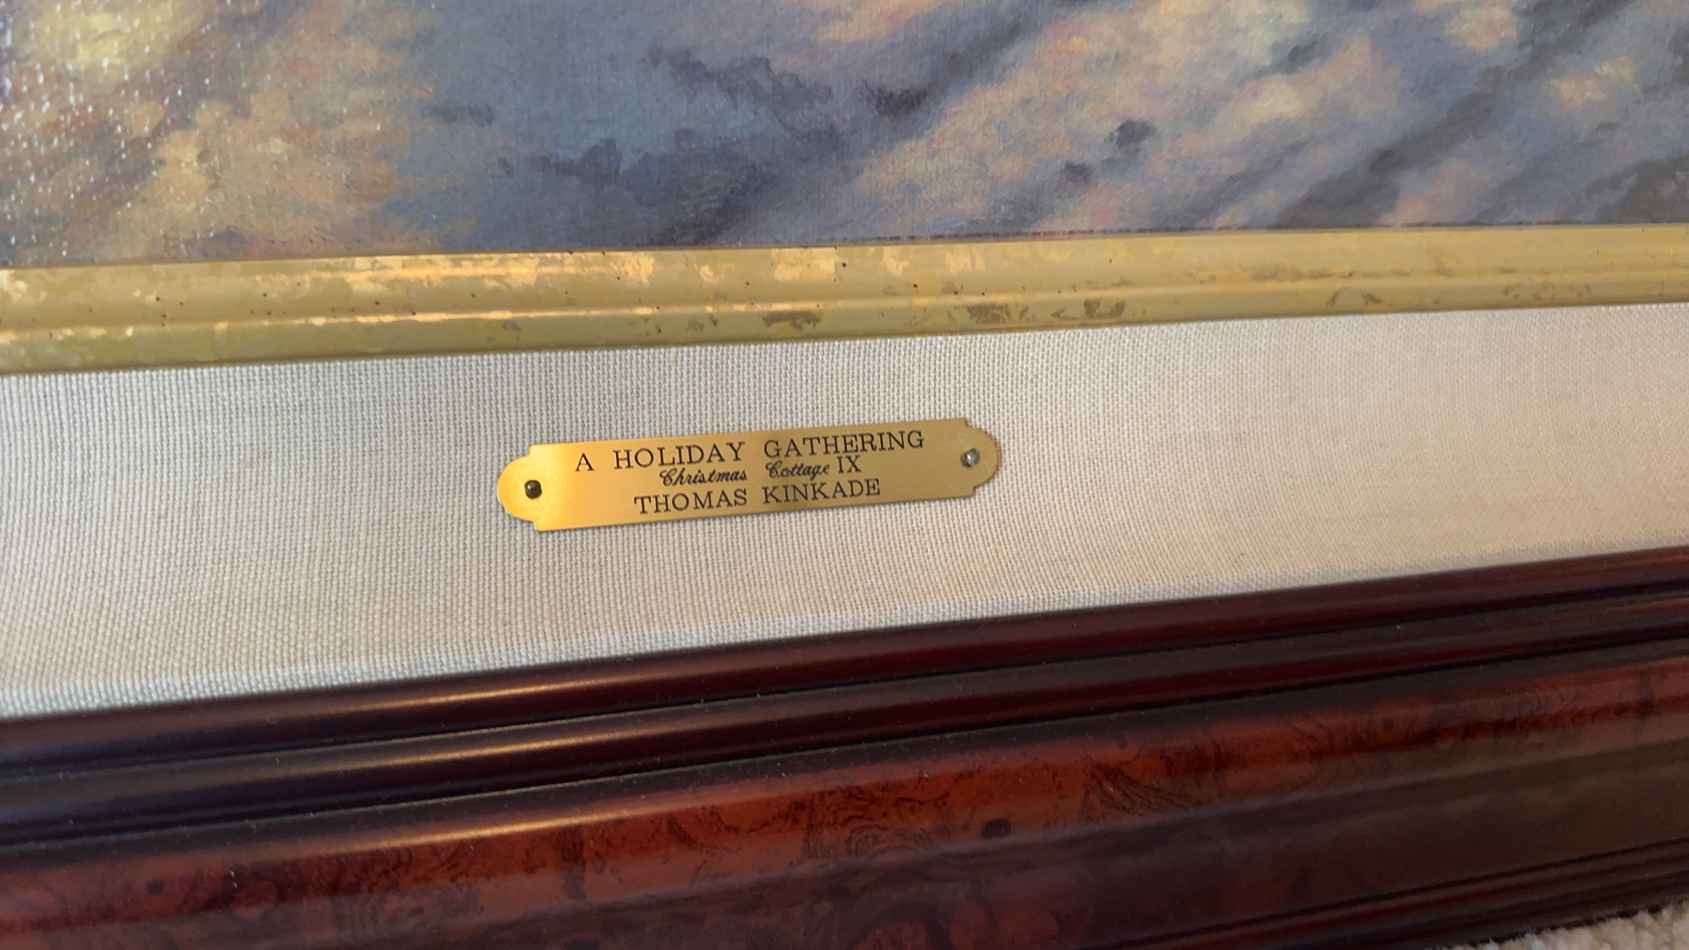 A HOLIDAY GATHERING
Christmas Cottage IX
THOMAS KINKADE